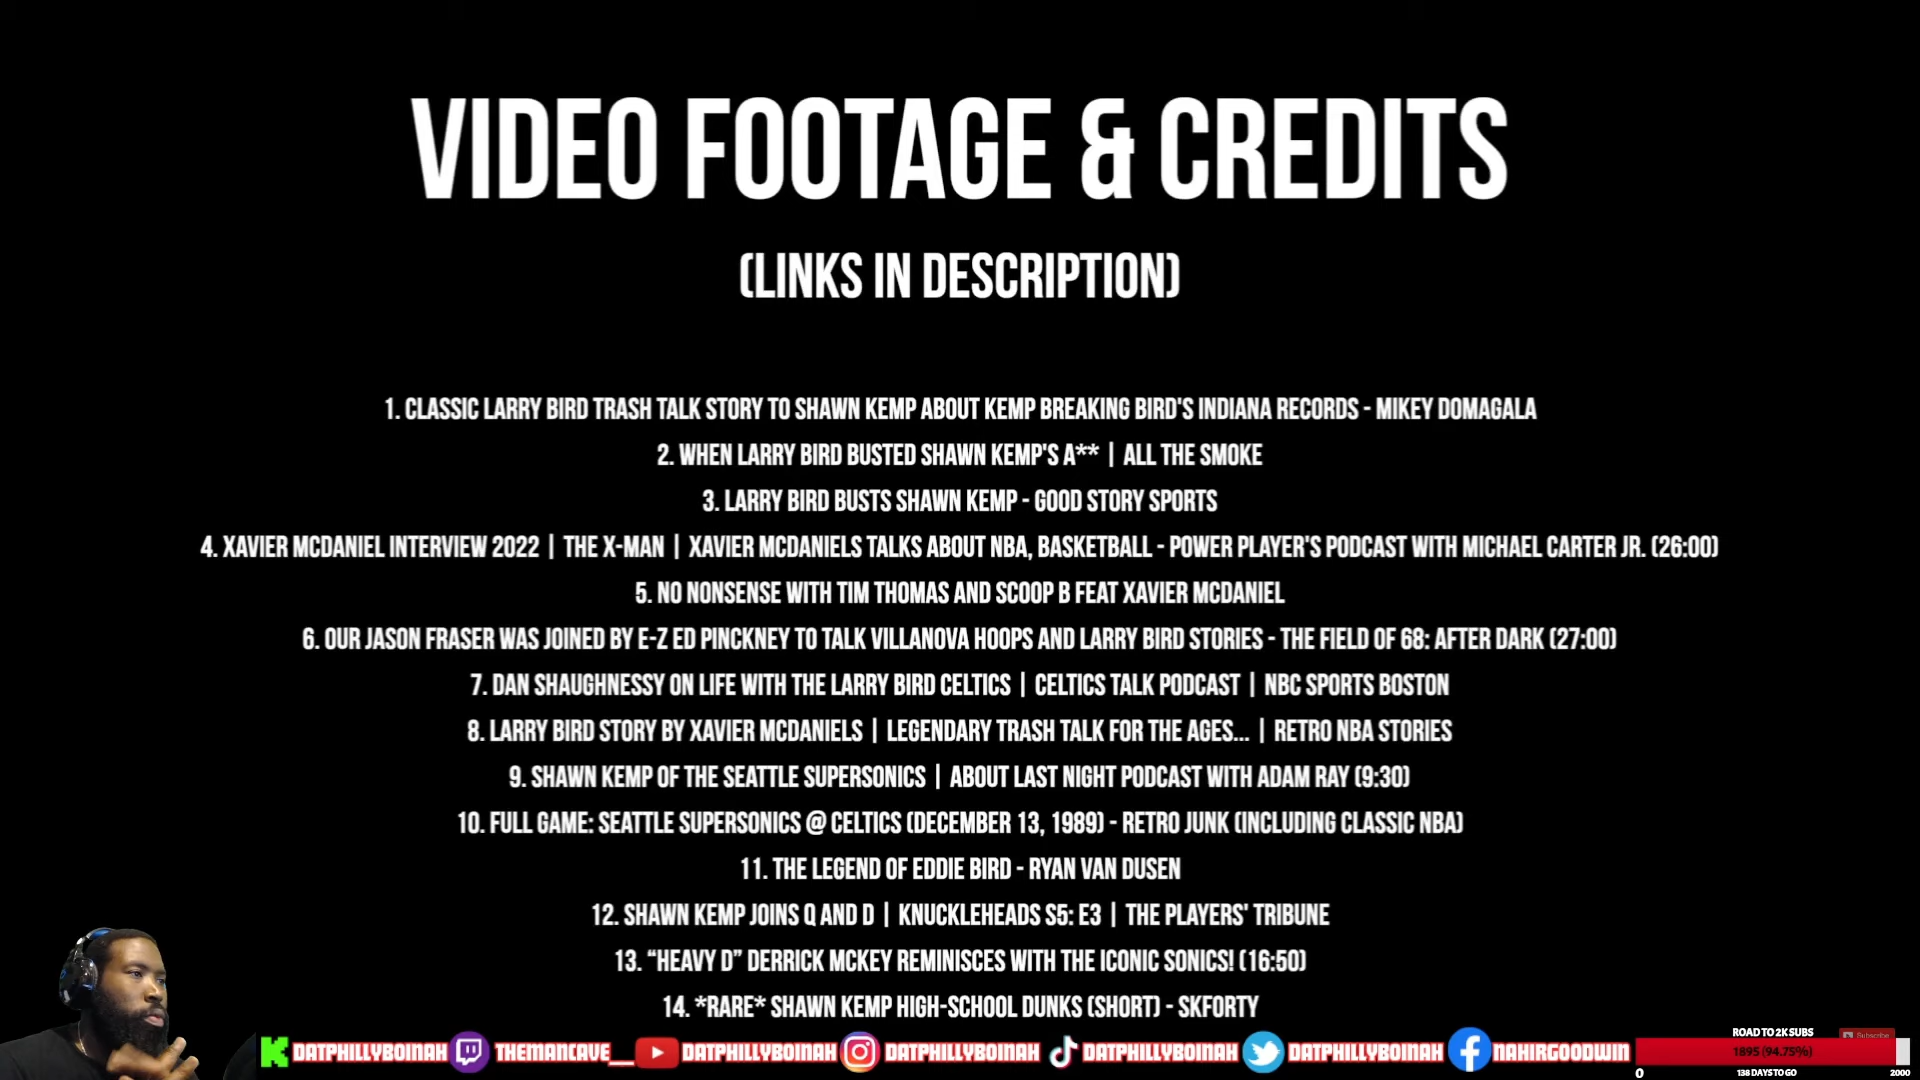 VIDEO FOOTAGE & CREDITS
(LINKS IN DESCRIPTION)
1. CLASSIC LARRY BIRD TRASH TALK STORY TO SHAWN KEMP ABOUT KEMP BREAKING BIRD'S INDIANA RECORDS - MIKEY DOMAGALA
2. WHEN LARRY BIRD BUSTED SHAWN KEMP'S A** | ALL THE SMOKE
3. LARRY BIRD BUSTS SHAWN KEMP - GOOD STORY SPORTS
4. XAVIER MCDANIEL INTERVIEW 2022 | THE X-MAN | XAVIER MCDANIELS TALKS ABOUT NBA, BASKETBALL - POWER PLAYER'S PODCAST WITH MICHAEL CARTER JR. (26:00)
5. NO NONSENSE WITH TIM THOMAS AND SCOOP B FEAT XAVIER MCDANIEL
6. OUR JASON FRASER WAS JOINED BY E-Z ED PINCKNEY TO TALK VILLANOVA HOOPS AND LARRY BIRD STORIES - THE FIELD OF 68: AFTER DARK (27:00)
7. DAN SHAUGHNESSY ON LIFE WITH THE LARRY BIRD CELTICS | CELTICS TALK PODCAST | NBC SPORTS BOSTON
8. LARRY BIRD STORY BY XAVIER MCDANIELS | LEGENDARY TRASH TALK FOR THE AGES... | RETRO NBA STORIES
9. SHAWN KEMP OF THE SEATTLE SUPERSONICS | ABOUT LAST NIGHT PODCAST WITH ADAM RAY (9:30)
10. FULL GAME: SEATTLE SUPERSONICS @ CELTICS (DECEMBER 13, 1989) - RETRO JUNK (INCLUDING CLASSIC NBA)
11. THE LEGEND OF EDDIE BIRD - RYAN VAN DUSEN
12. SHAWN KEMP JOINS Q AND D | KNUCKLEHEADS S5: E3 | THE PLAYERS' TRIBUNE
13. “HEAVY D” DERRICK MCKEY REMINISCES WITH THE ICONIC SONICS! (16:50)
14. *RARE* SHAWN KEMP HIGH-SCHOOL DUNKS (SHORT) - SKFORTY
K DATPHILLYBOINAH THEMANCAVE__ DATPHILLYBOINAH DATPHILLYBOINAH DATPHILLYBOINAH DATPHILLYBOINAH NAHIRGOODWIN
ROAD TO 2K SUBS Subscribe
1895 (94.75%)
0 138 DAYS TO GO 2000